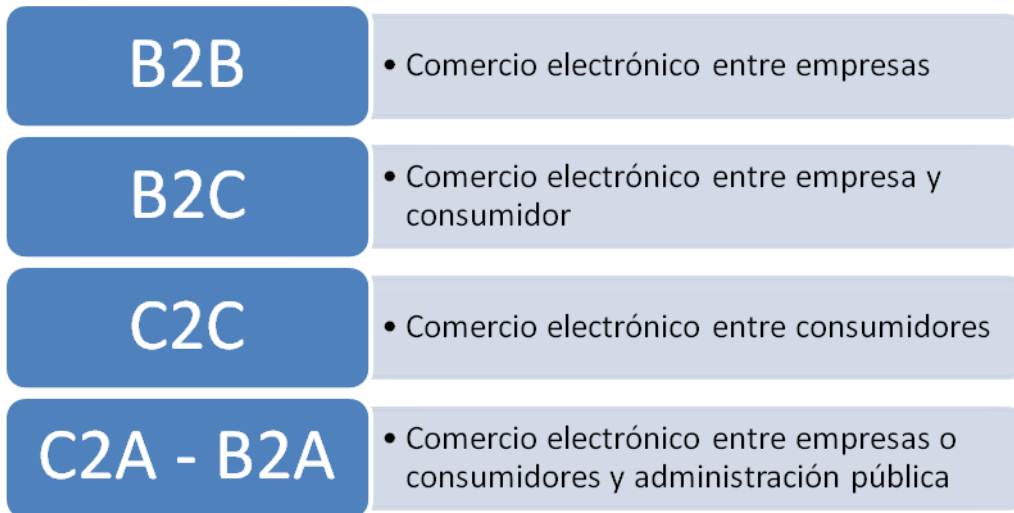 B2B
• Comercio electrónico entre empresas
B2C
• Comercio electrónico entre empresa y
consumidor
C2C
• Comercio electrónico entre consumidores
C2A - B2A
• Comercio electrónico entre empresas o
consumidores y administración pública